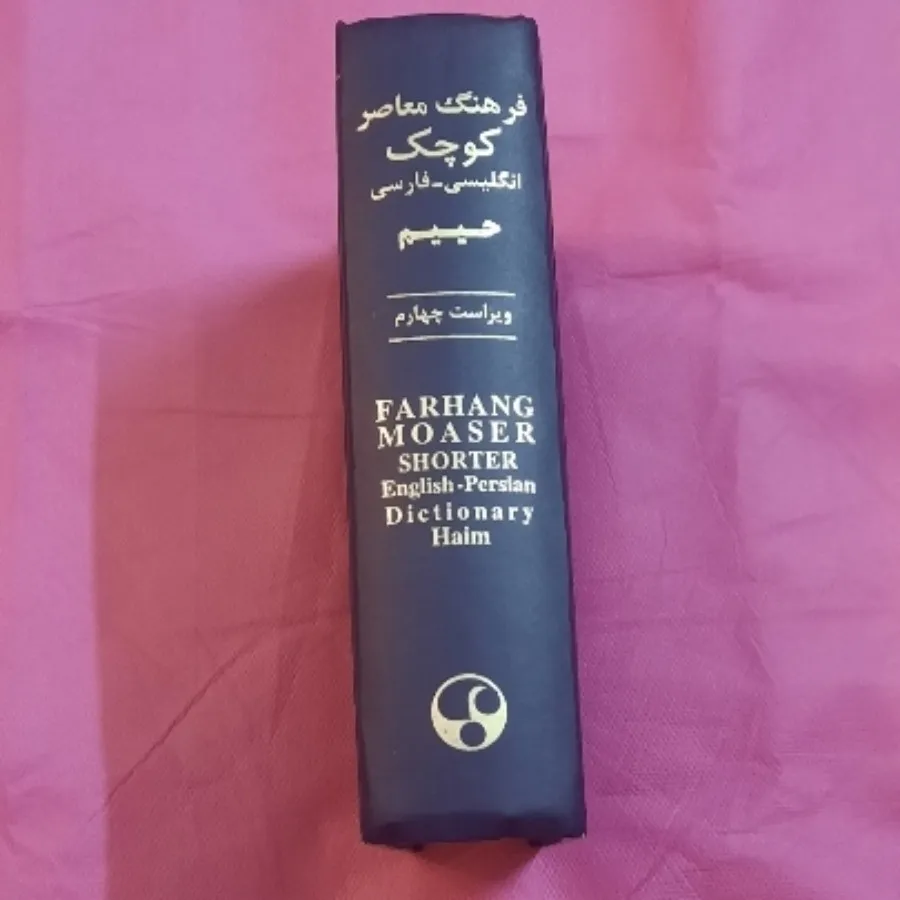 فرهنگ معاصر
کوچک
انگلیسی-فارسی
حییم
ویراست چهارم
FARHANG
MOASER
SHORTER
English-Persian
Dictionary
Haim